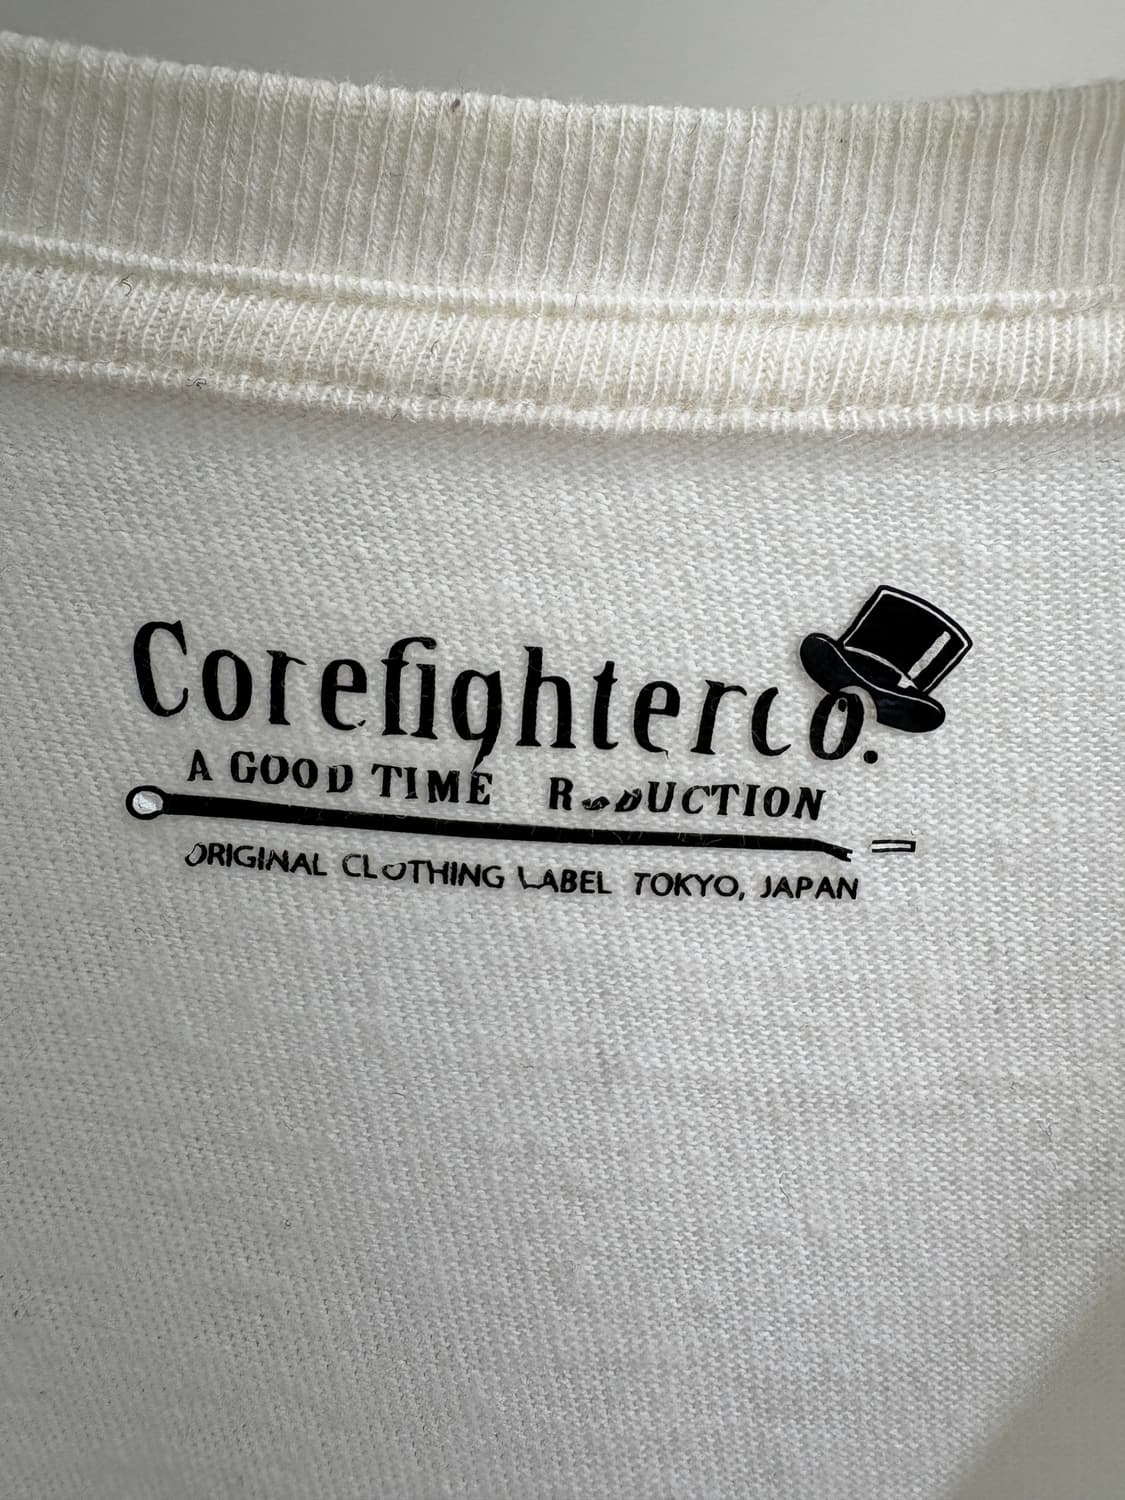 Corefighterco.
A GOOD TIME
ORIGINAL CLOTHING LABEL TOKYO, JAPAN